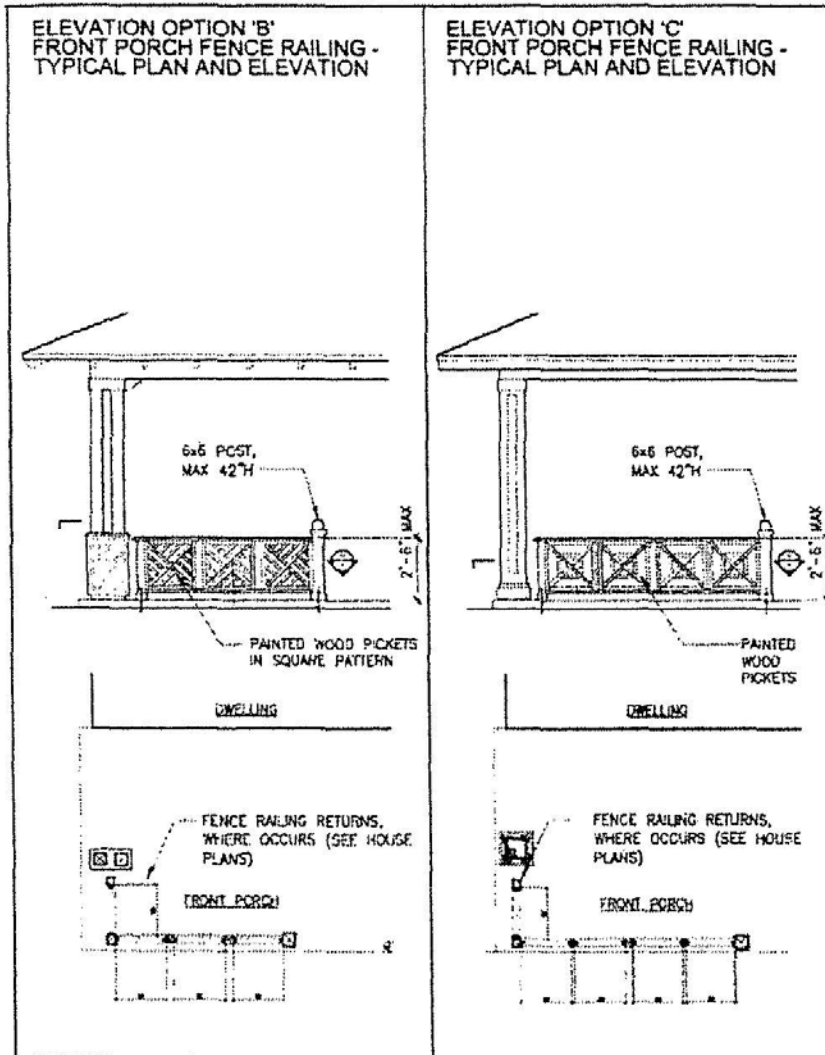 ELEVATION OPTION 'B'
FRONT PORCH FENCE RAILING -
TYPICAL PLAN AND ELEVATION
6x6 POST,
MAX 42"H
2'-6" MAX
PAINTED WOOD PICKETS
IN SQUARE PATTERN
DWELLING
FENCE RAILING RETURNS,
WHERE OCCURS (SEE HOUSE
PLANS)
FRONT PORCH
ELEVATION OPTION 'C'
FRONT PORCH FENCE RAILING -
TYPICAL PLAN AND ELEVATION
6x6 POST,
MAX 42"H
2'-6" MAX
PAINTED
WOOD
PICKETS
DWELLING
FENCE RAILING RETURNS,
WHERE OCCURS (SEE HOUSE
PLANS)
FRONT PORCH